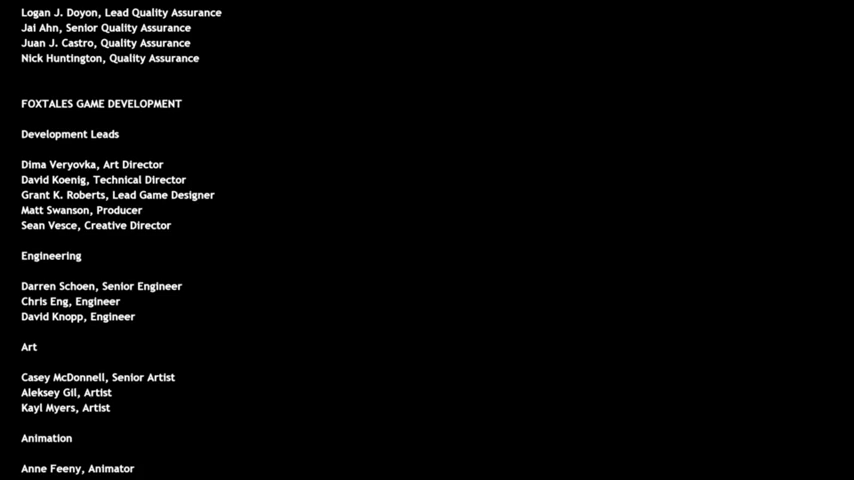 Logan J. Doyon, Lead Quality Assurance
Jai Ahn, Senior Quality Assurance
Juan J. Castro, Quality Assurance
Nick Huntington, Quality Assurance
FOXTALES GAME DEVELOPMENT
Development Leads
Dima Veryovka, Art Director
David Koenig, Technical Director
Grant K. Roberts, Lead Game Designer
Matt Swanson, Producer
Sean Vesce, Creative Director
Engineering
Darren Schoen, Senior Engineer
Chris Eng, Engineer
David Knopp, Engineer
Art
Casey McDonnell, Senior Artist
Aleksey Gil, Artist
Kayl Myers, Artist
Animation
Anne Feeny, Animator